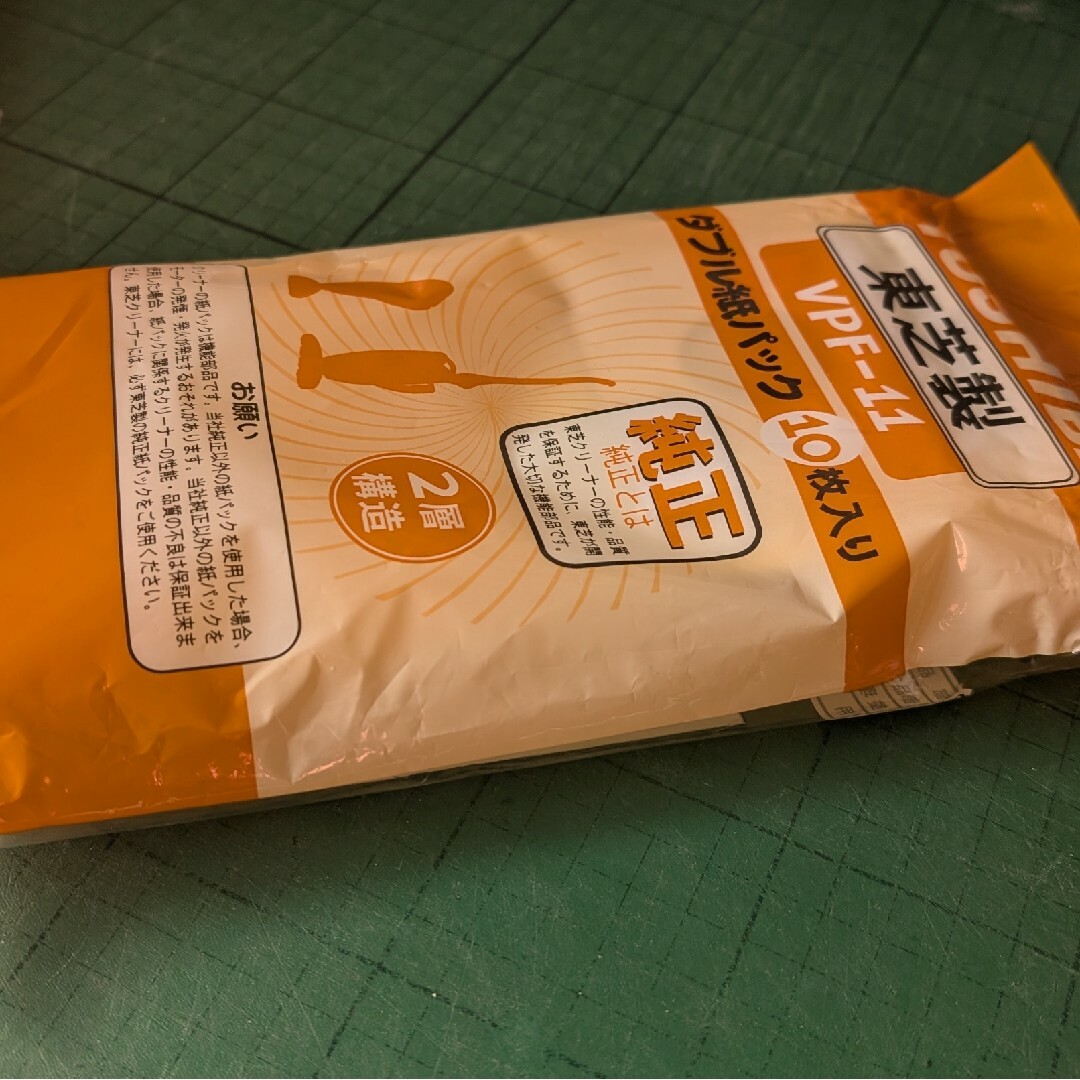 TOSHIBA
東芝製
VPF-11
ダブル紙パック 10枚入り
純正
純正とは
東芝クリーナーの性能・品質
を保証するために、東芝が開
発した大切な機能部品です。
2層
構造
お願い
クリーナーの紙パックは機能部品です。当社純正以外の紙パックを使用した場合、
モーターの発煙・発火が発生するおそれがあります。当社純正以外の紙パックを
使用した場合、紙パックに関係するクリーナーの性能・品質の不良は保証出来ま
せん。東芝クリーナーには、必ず東芝製の純正紙パックをご使用ください。